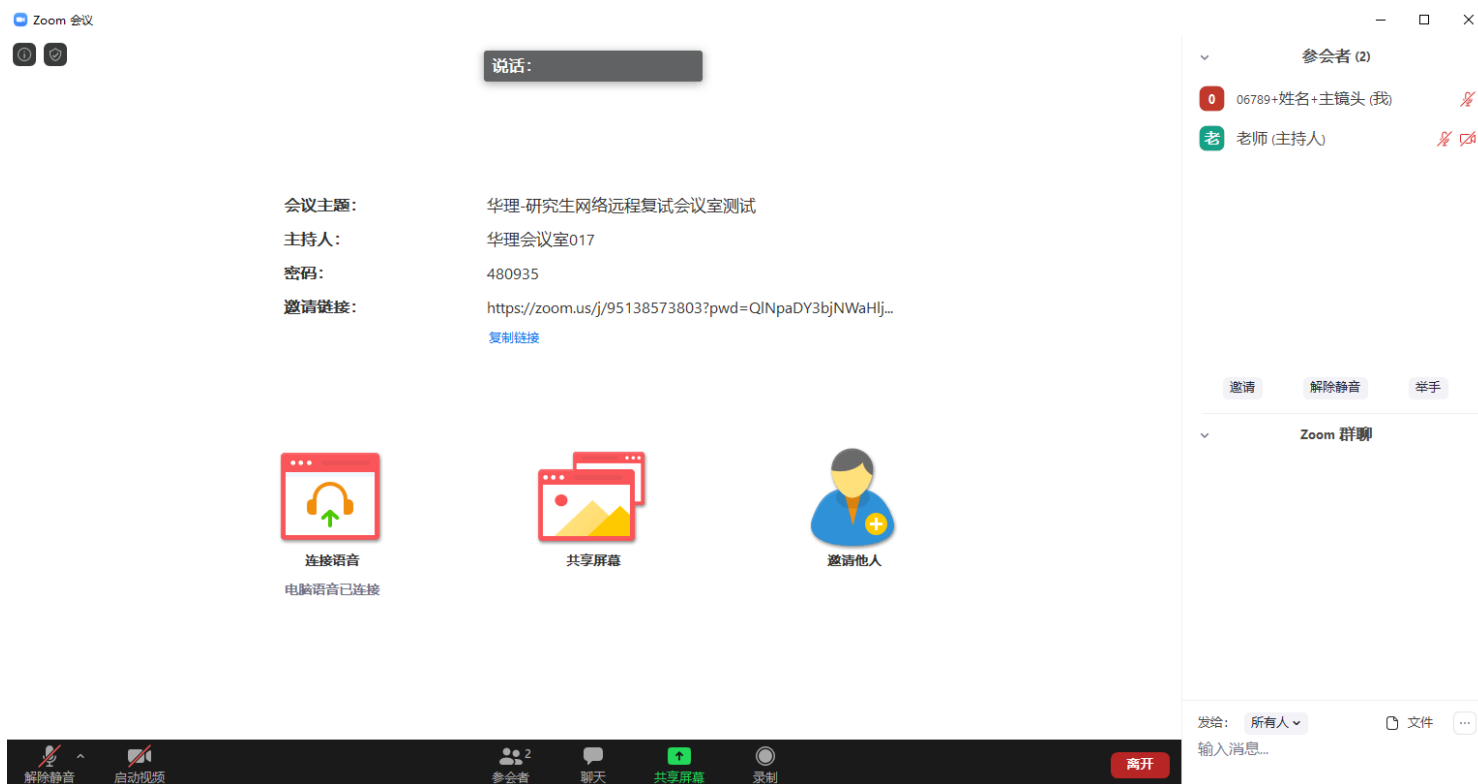 Zoom 会议
说话：
会议主题： 华理-研究生网络远程复试会议室测试
主持人： 华理会议室017
密码： 480935
邀请链接： https://zoom.us/j/95138573803?pwd=QlNpaDY3bjNWaHlj...
复制链接
连接语音
电脑语音已连接
共享屏幕
邀请他人
解除静音
启动视频
参会者 2
聊天
共享屏幕
录制
离开
参会者 (2)
0 06789+姓名+主镜头 (我)
老 老师 (主持人)
邀请 解除静音 举手
Zoom 群聊
发给： 所有人 文件 ...
输入消息...